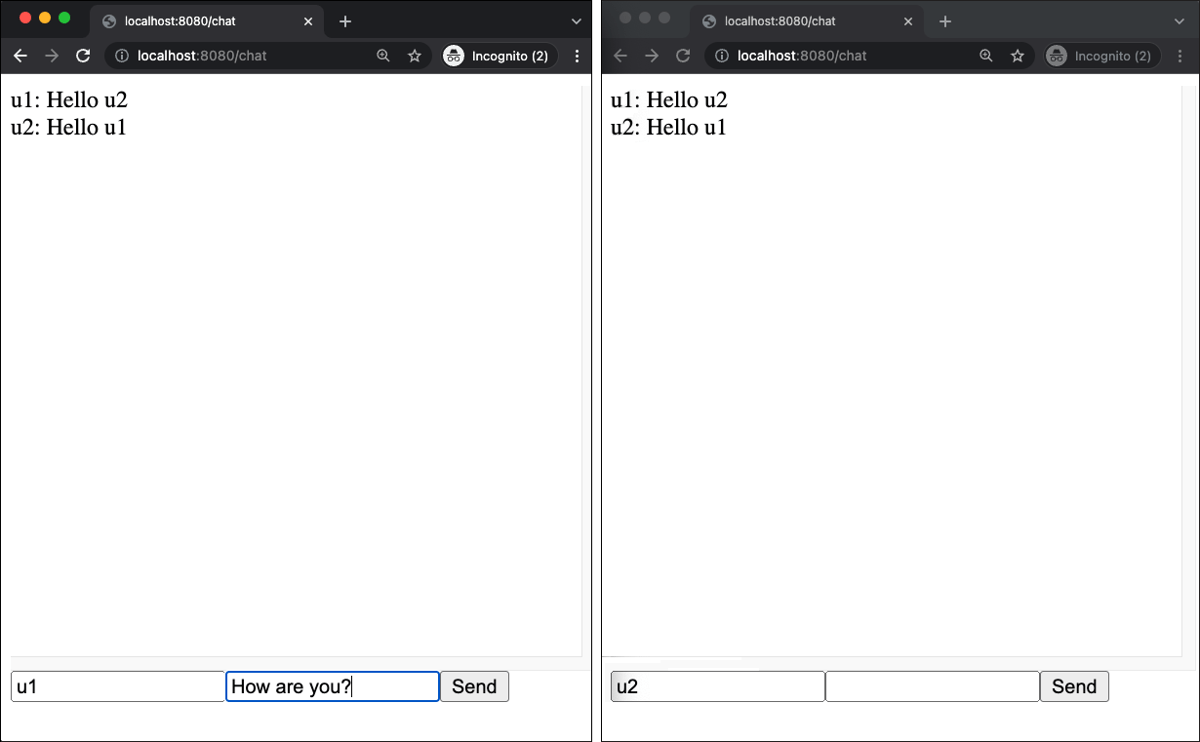 localhost:8080/chat
localhost:8080/chat
Incognito (2)
u1: Hello u2
u2: Hello u1
u1
How are you?
Send
localhost:8080/chat
localhost:8080/chat
Incognito (2)
u1: Hello u2
u2: Hello u1
u2
Send